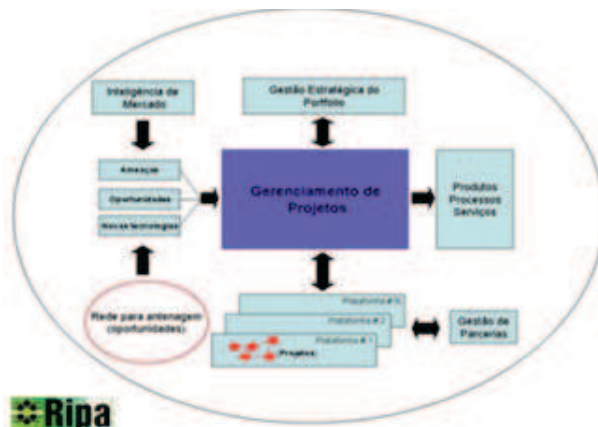 Inteligência de
Mercado
Gestão Estratégica do
Portfolio
Ameaças
Oportunidades
Novas tecnologias
Gerenciamento de
Projetos
Produtos
Processos
Serviços
Rede para antenagem
(oportunidades)
Plataforma # N
Plataforma # 2
Plataforma # 1
(Projetos)
Gestão de
Parcerias
Ripa